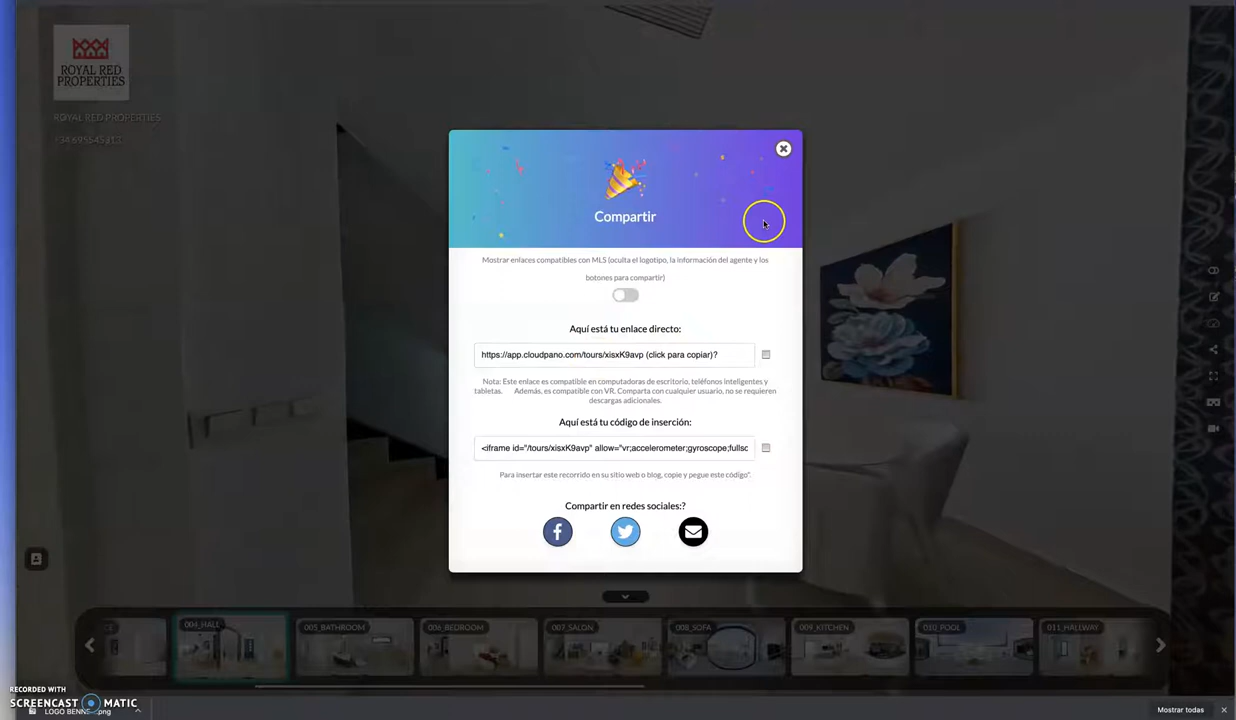 ROYAL RED
PROPERTIES
ROYAL RED PROPERTIES
Compartir
Mostrar enlaces compatibles con MLS (oculta el logotipo, la información del agente y los
botones para compartir)
Aquí está tu enlace directo:
https://app.cloudpano.com/tours/xisxK9avp (click para copiar)?
Nota: Este enlace es compatible en computadoras de escritorio, teléfonos inteligentes y
tabletas. Además, es compatible con VR. Comparta con cualquier usuario, no se requieren
descargas adicionales.
Aquí está tu código de inserción:
<iframe id="/tours/xisxK9avp" allow="vr;accelerometer;gyroscope;fullsc
Para insertar este recorrido en su sitio web o blog, copie y pegue este código".
Compartir en redes sociales:?
004_HALL
005_BATHROOM
006_BEDROOM
007_SALON
008_SOFA
009_KITCHEN
010_POOL
011_HALLWAY
RECORDED WITH
SCREENCAST MATIC
LOGO .png
Mostrar todas